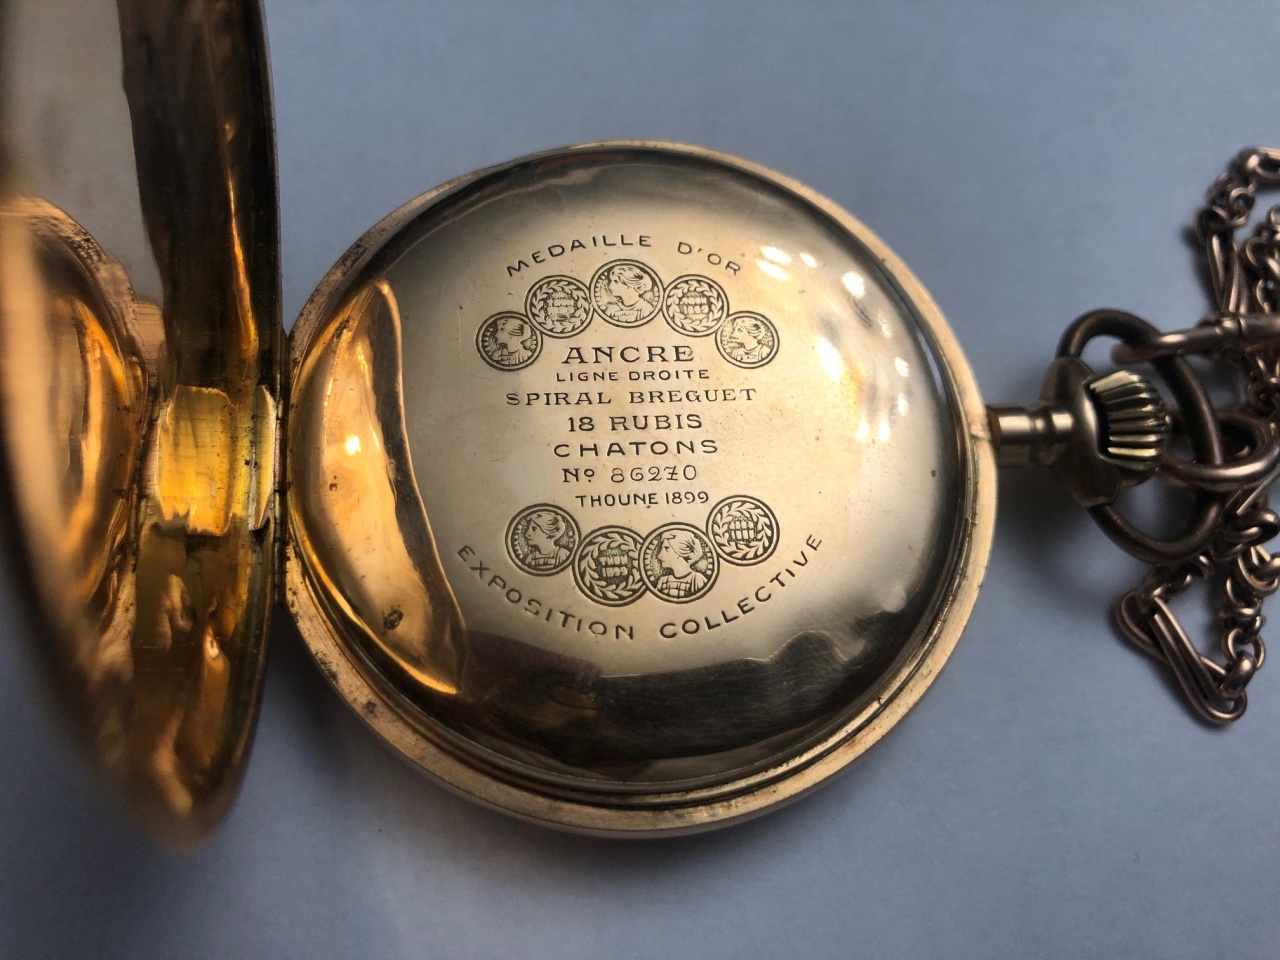 MEDAILLE D'OR
ANCRE
LIGNE DROITE
SPIRAL BREGUET
18 RUBIS
CHATONS
Nº 86270
THOUNE 1899
EXPOSITION COLLECTIVE